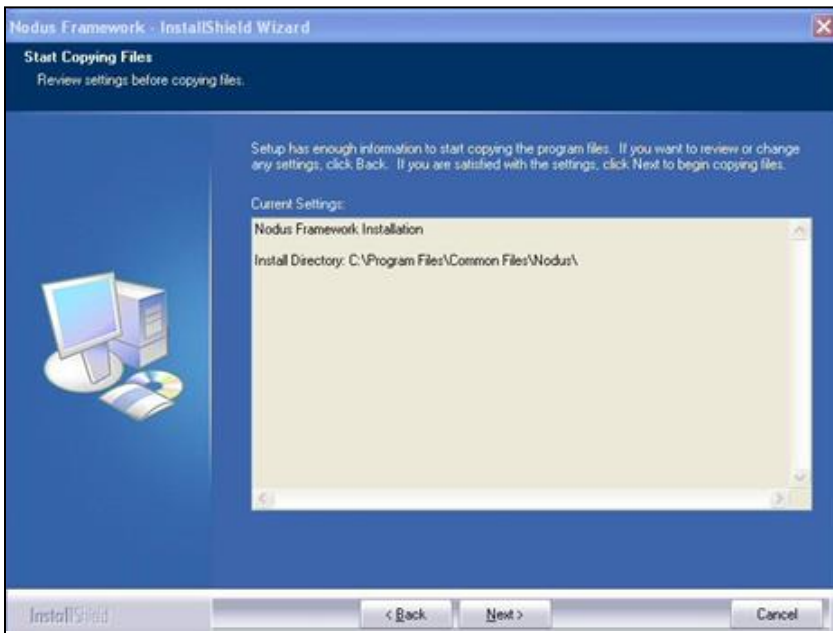 Nodus Framework - InstallShield Wizard
Start Copying Files
Review settings before copying files.
Setup has enough information to start copying the program files. If you want to review or change
any settings, click Back. If you are satisfied with the settings, click Next to begin copying files.
Current Settings:
Nodus Framework Installation
Install Directory: C:\Program Files\Common Files\Nodus\
InstallShield
< Back
Next >
Cancel